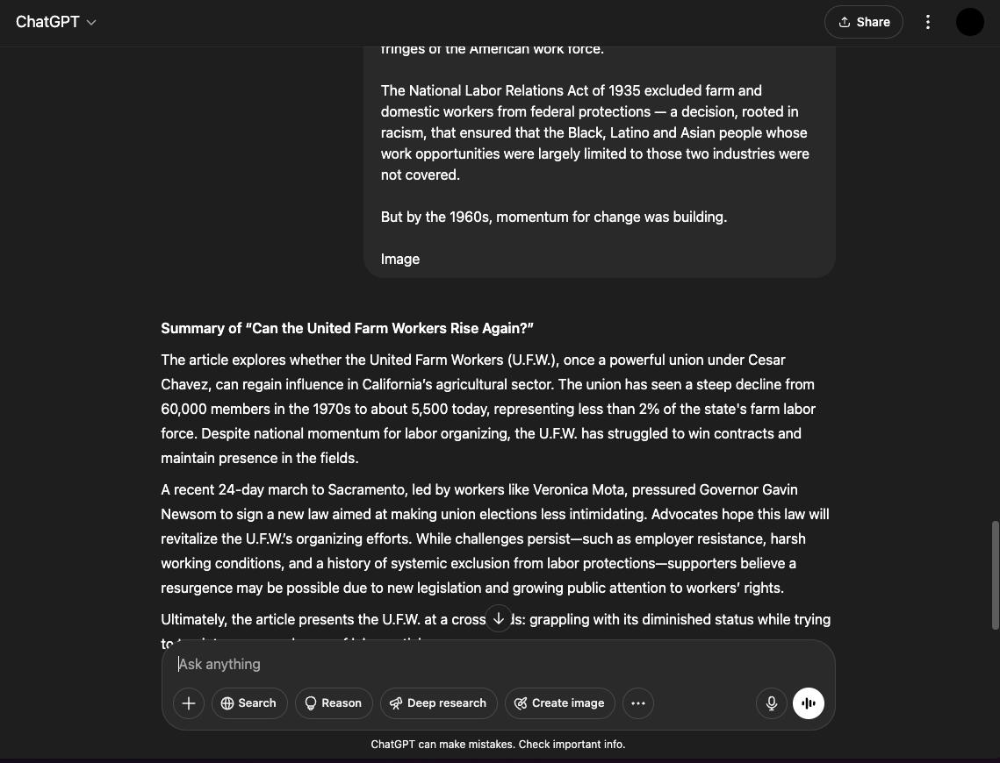 ChatGPT
Share
fringes of the American work force.
The National Labor Relations Act of 1935 excluded farm and
domestic workers from federal protections — a decision, rooted in
racism, that ensured that the Black, Latino and Asian people whose
work opportunities were largely limited to those two industries were
not covered.
But by the 1960s, momentum for change was building.
Image
Summary of “Can the United Farm Workers Rise Again?”
The article explores whether the United Farm Workers (U.F.W.), once a powerful union under Cesar
Chavez, can regain influence in California’s agricultural sector. The union has seen a steep decline from
60,000 members in the 1970s to about 5,500 today, representing less than 2% of the state's farm labor
force. Despite national momentum for labor organizing, the U.F.W. has struggled to win contracts and
maintain presence in the fields.
A recent 24-day march to Sacramento, led by workers like Veronica Mota, pressured Governor Gavin
Newsom to sign a new law aimed at making union elections less intimidating. Advocates hope this law will
revitalize the U.F.W.’s organizing efforts. While challenges persist—such as employer resistance, harsh
working conditions, and a history of systemic exclusion from labor protections—supporters believe a
resurgence may be possible due to new legislation and growing public attention to workers’ rights.
Ultimately, the article presents the U.F.W. at a crossroads: grappling with its diminished status while trying
to
Ask anything
Search
Reason
Deep research
Create image
ChatGPT can make mistakes. Check important info.